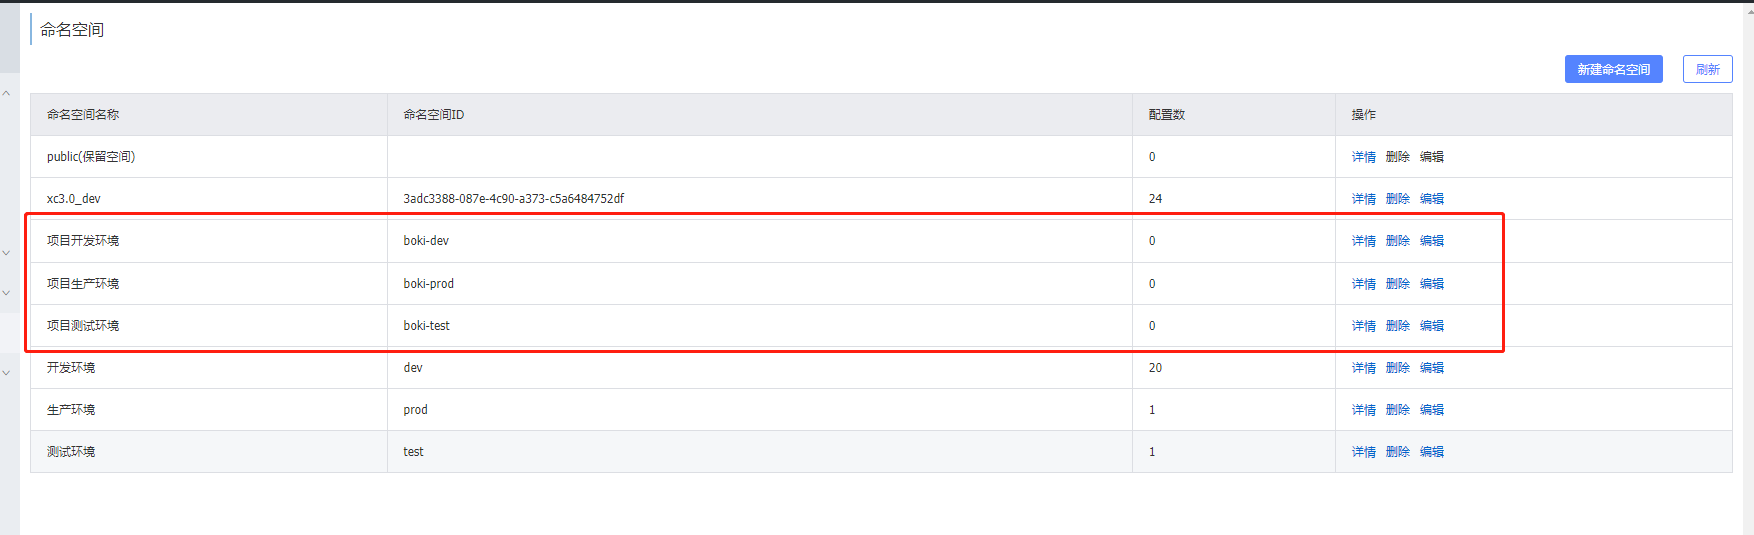 命名空间
新建命名空间 刷新
命名空间名称 命名空间ID 配置数 操作
public(保留空间) 0 详情 删除 编辑
xc3.0_dev 3adc3388-087e-4c90-a373-c5a6484752df 24 详情 删除 编辑
项目开发环境 boki-dev 0 详情 删除 编辑
项目生产环境 boki-prod 0 详情 删除 编辑
项目测试环境 boki-test 0 详情 删除 编辑
开发环境 dev 20 详情 删除 编辑
生产环境 prod 1 详情 删除 编辑
测试环境 test 1 详情 删除 编辑